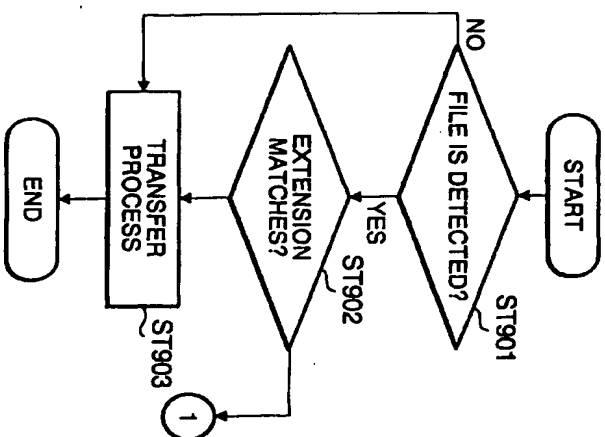 START
FILE IS DETECTED?
ST901
NO
YES
EXTENSION
MATCHES?
ST902
TRANSFER
PROCESS
ST903
1
END